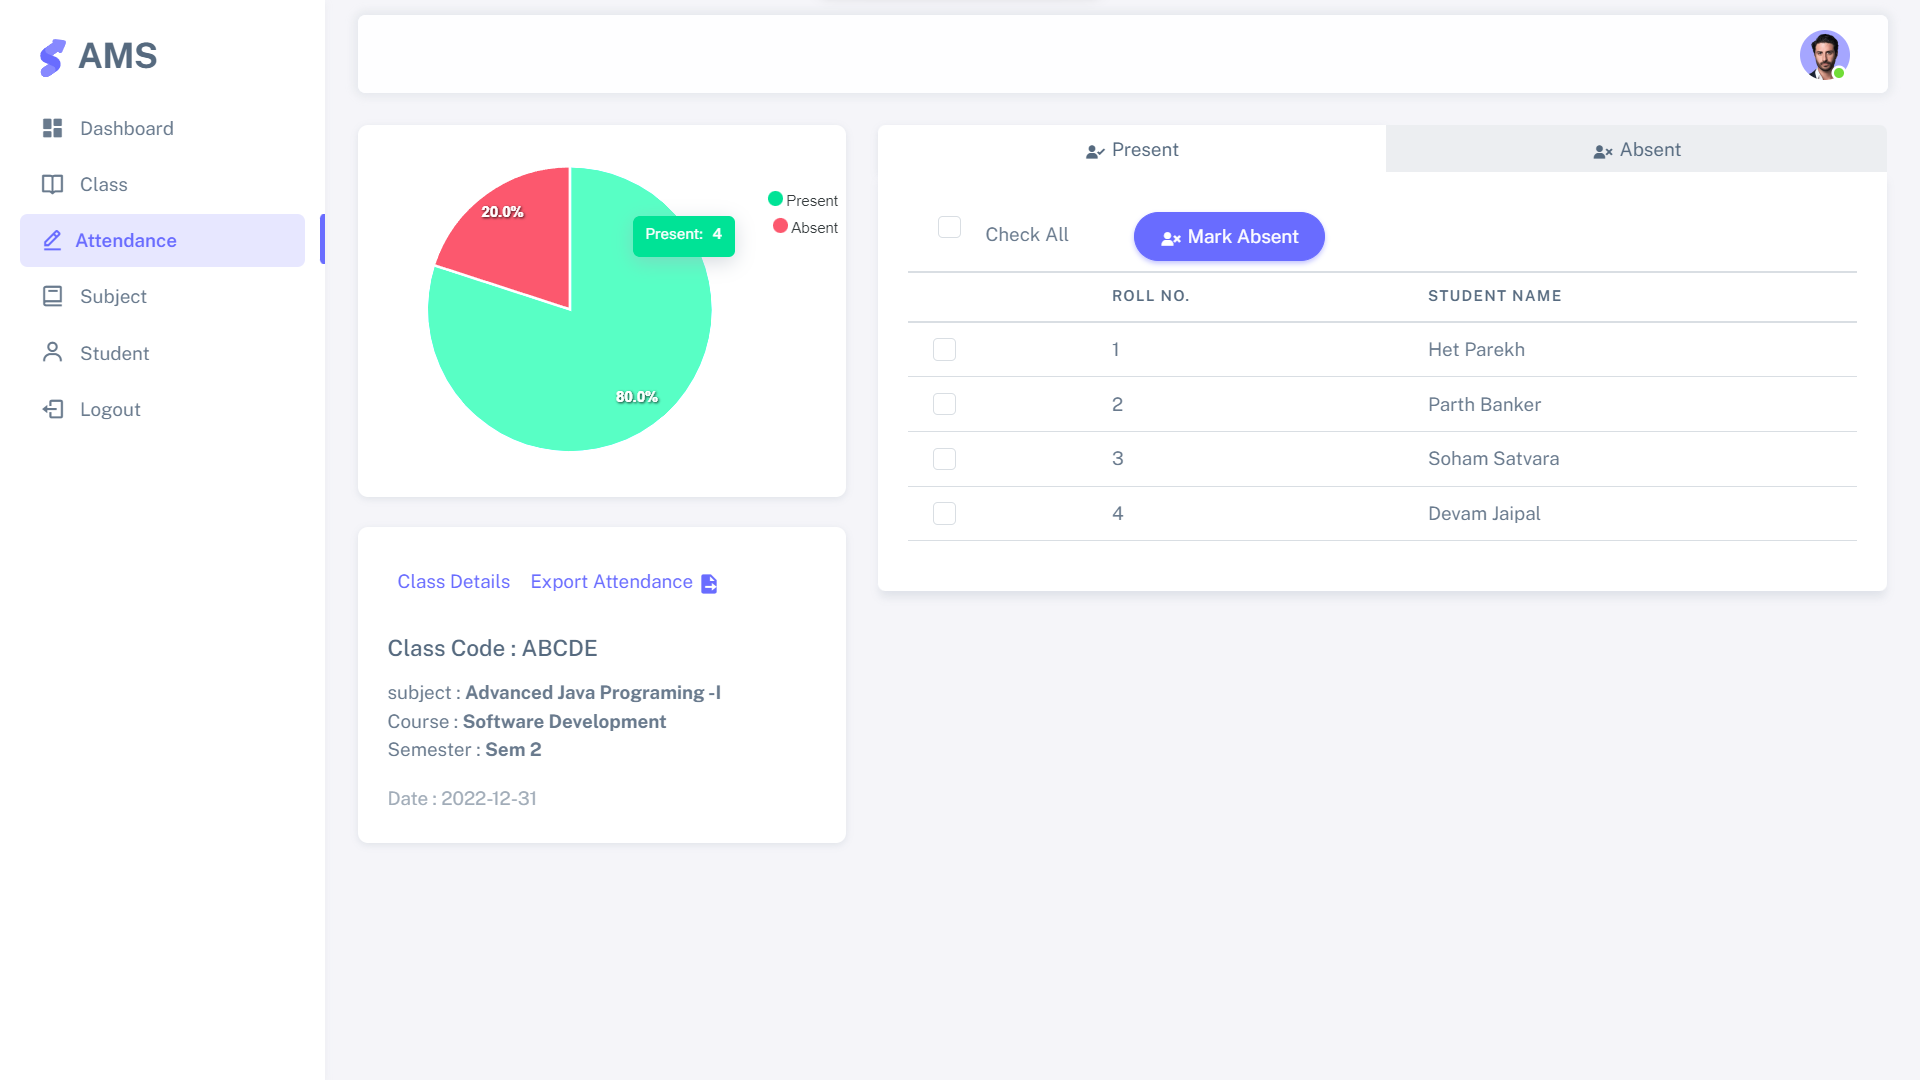 AMS
Dashboard
Class
Attendance
Subject
Student
Logout
20.0%
80.0%
Present: 4
Present
Absent
Class Details Export Attendance
Class Code : ABCDE
subject : Advanced Java Programing -I
Course : Software Development
Semester : Sem 2
Date : 2022-12-31
Present Absent
Check All Mark Absent
ROLL NO. STUDENT NAME
1 Het Parekh
2 Parth Banker
3 Soham Satvara
4 Devam Jaipal